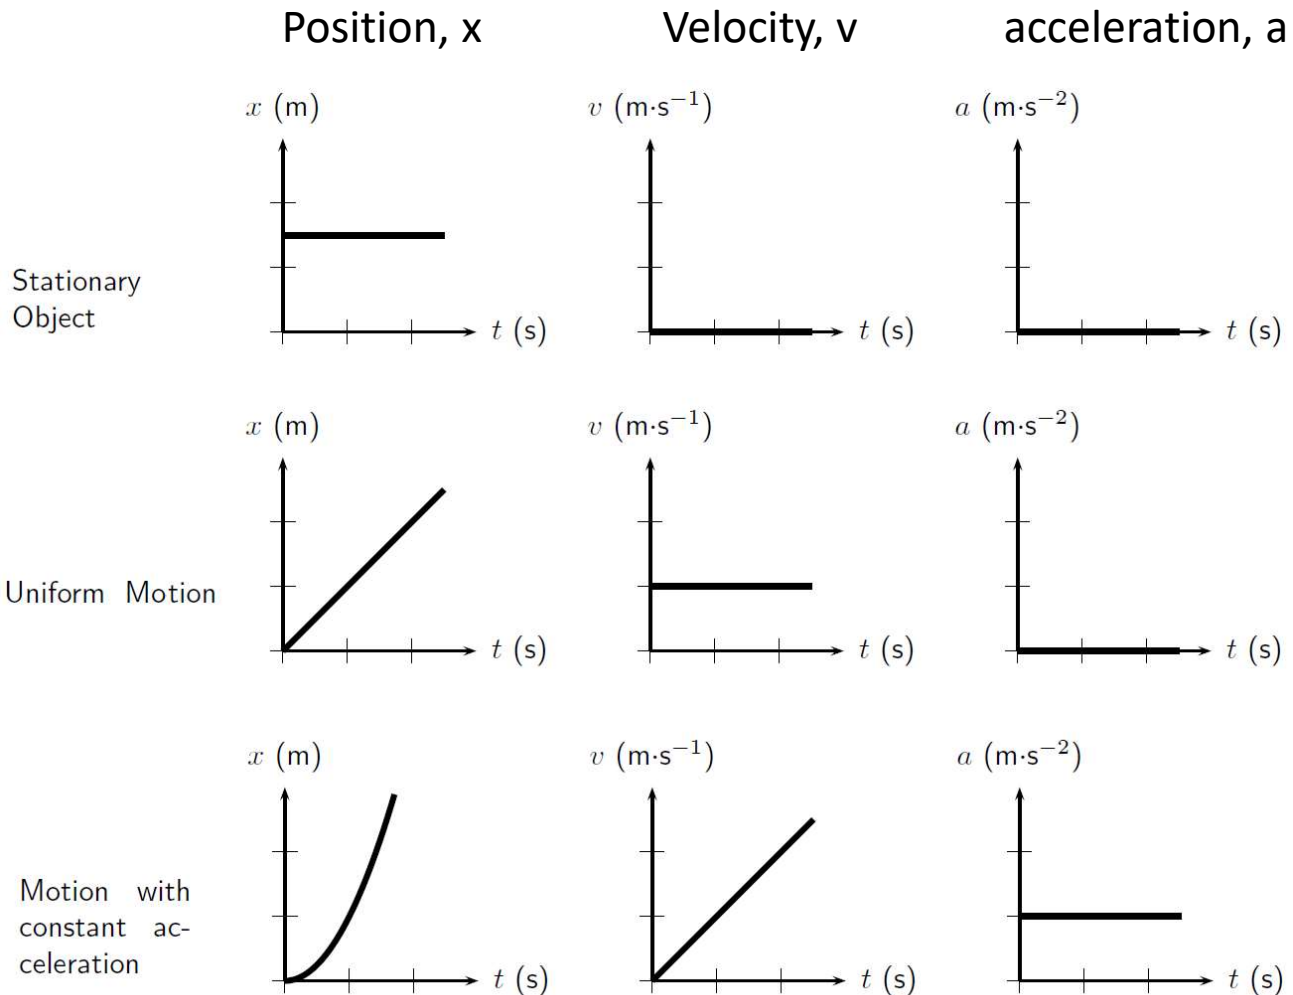 Position, x
Velocity, v
acceleration, a
x (m)
v (m·s⁻¹)
a (m·s⁻²)
Stationary
Object
t (s)
t (s)
t (s)
x (m)
v (m·s⁻¹)
a (m·s⁻²)
Uniform Motion
t (s)
t (s)
t (s)
x (m)
v (m·s⁻¹)
a (m·s⁻²)
Motion with
constant ac-
celeration
t (s)
t (s)
t (s)